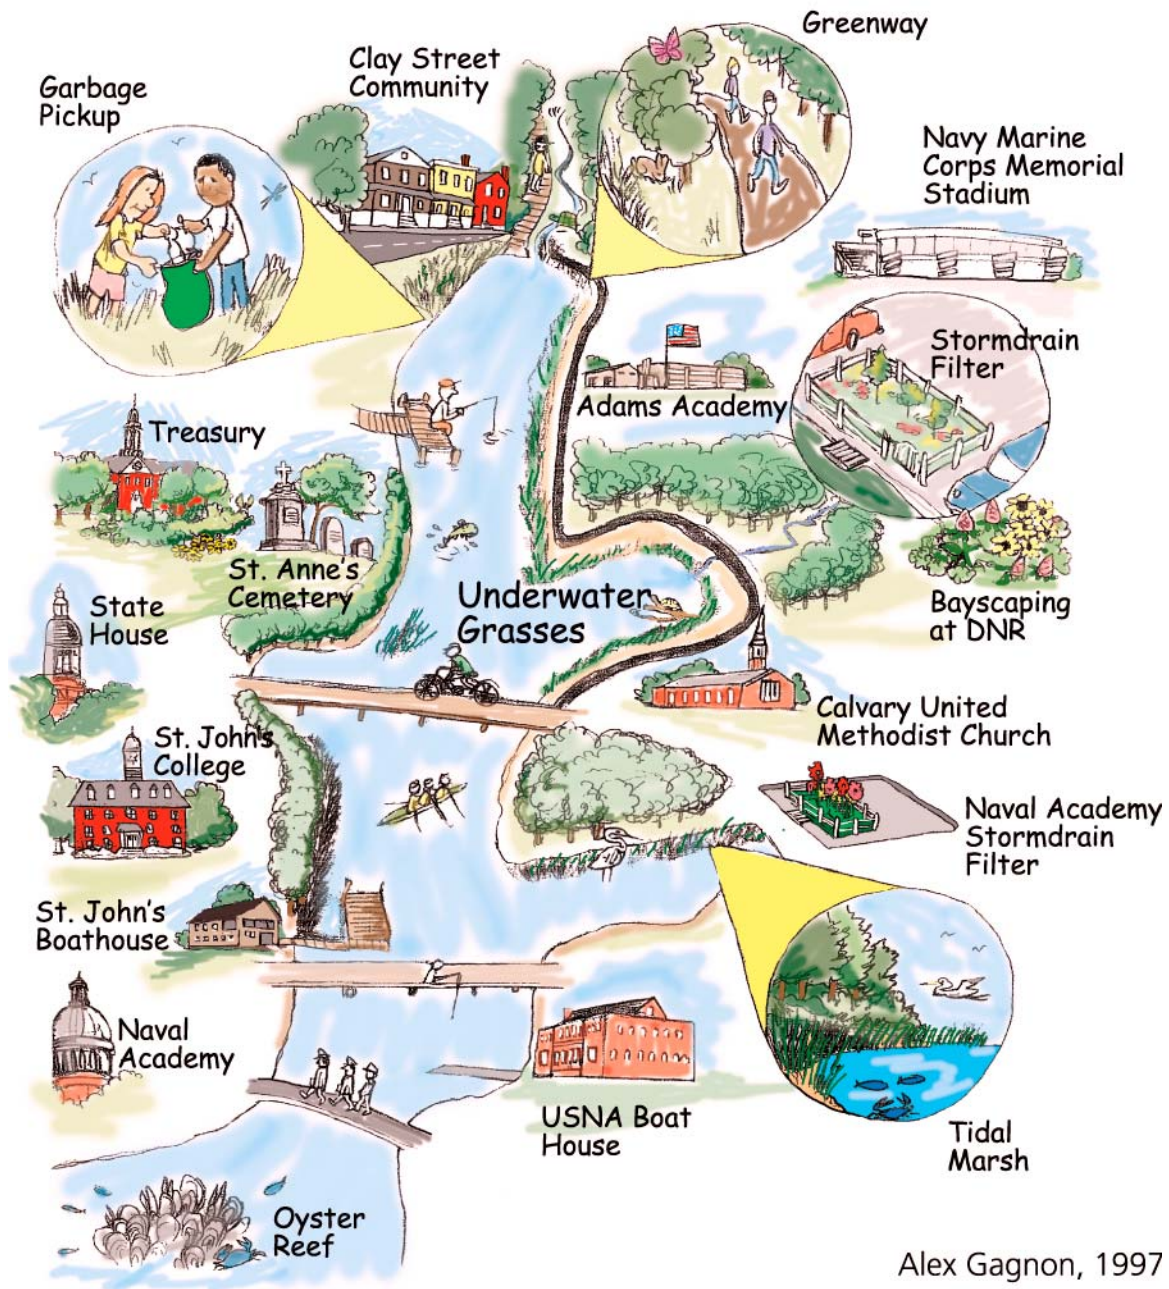 Greenway
Clay Street
Community
Garbage
Pickup
Navy Marine
Corps Memorial
Stadium
Stormdrain
Filter
Adams Academy
Treasury
St. Anne's
Cemetery
Underwater
Grasses
State
House
Bayscaping
at DNR
Calvary United
Methodist Church
St. John's
College
Naval Academy
Stormdrain
Filter
St. John's
Boathouse
Naval
Academy
USNA Boat
House
Tidal
Marsh
Oyster
Reef
Alex Gagnon, 1997